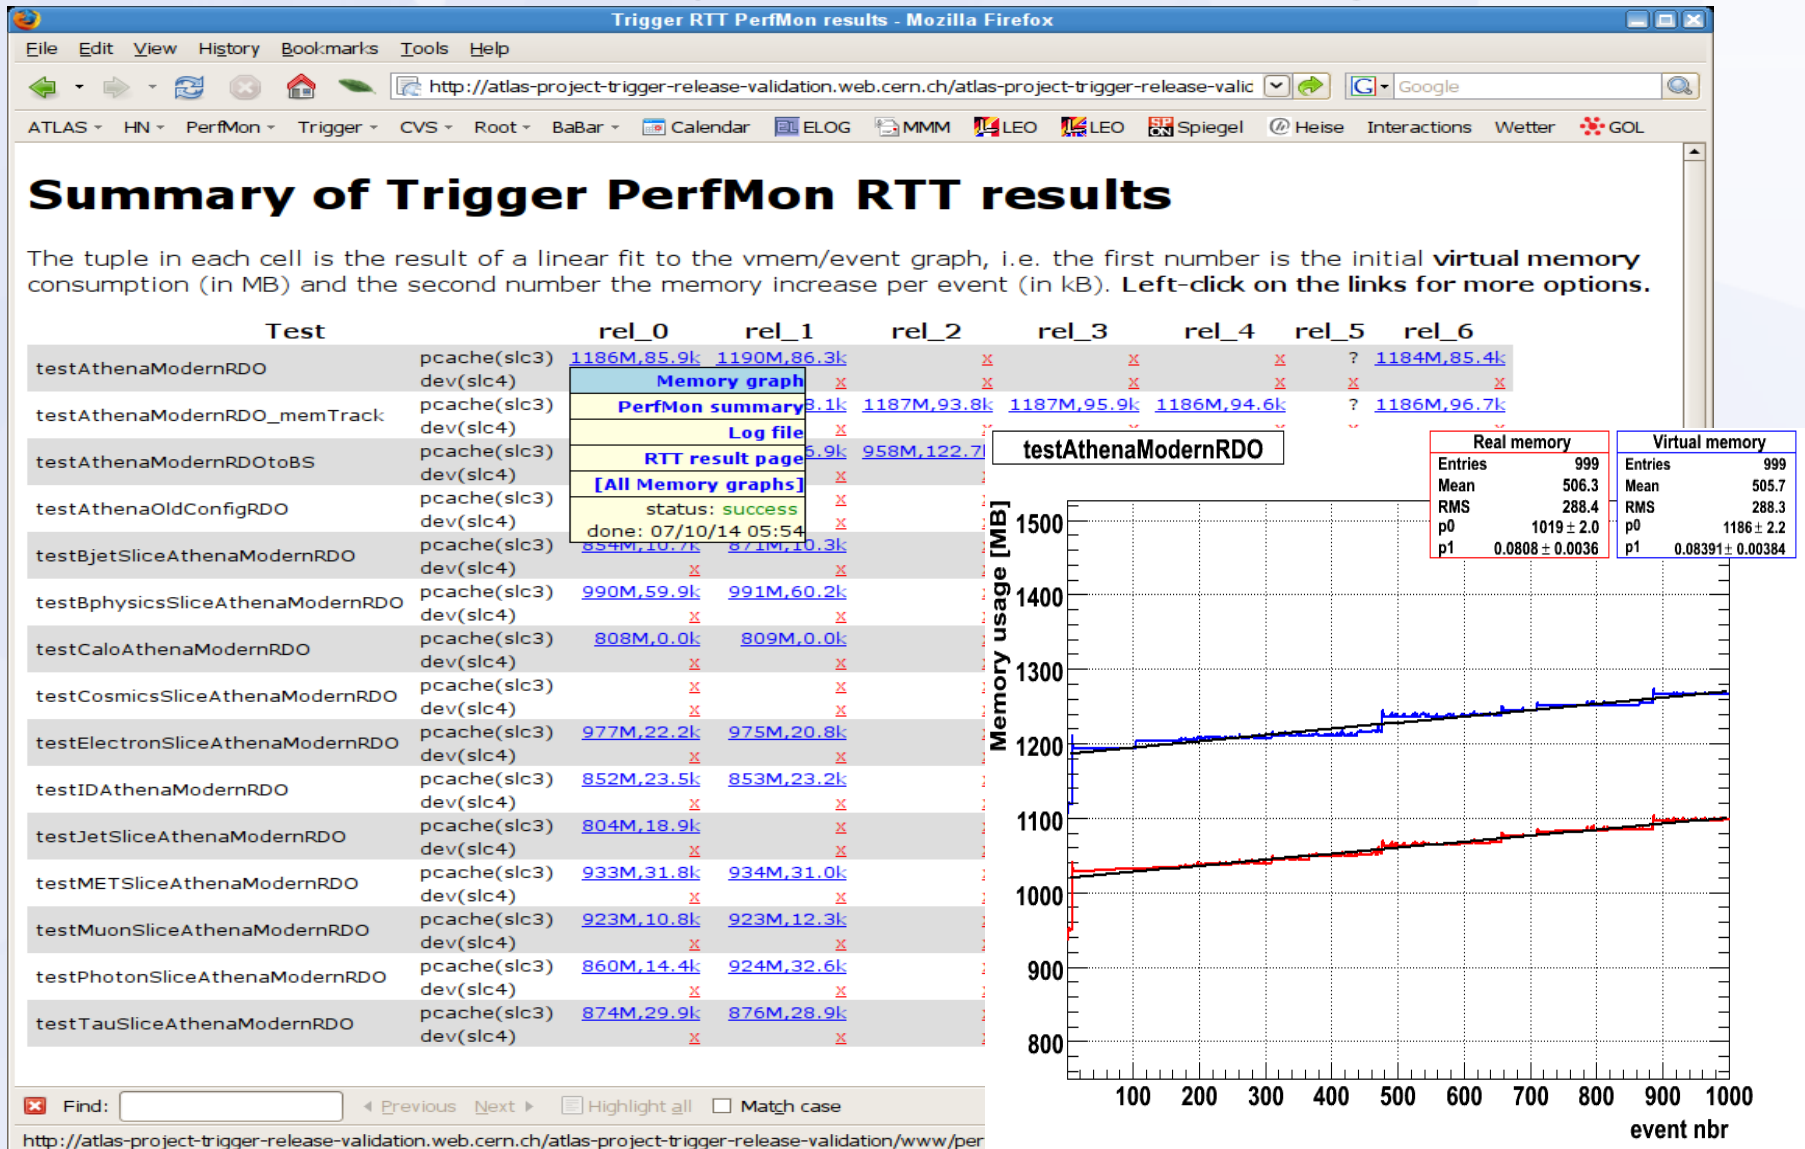 Trigger RTT PerfMon results - Mozilla Firefox
File Edit View History Bookmarks Tools Help
http://atlas-project-trigger-release-validation.web.cern.ch/atlas-project-trigger-release-valid
G Google
ATLAS HN PerfMon Trigger CVS Root BaBar Calendar ELOG MMM LEO LEO Spiegel Heise Interactions Wetter GOL
Summary of Trigger PerfMon RTT results
The tuple in each cell is the result of a linear fit to the vmem/event graph, i.e. the first number is the initial virtual memory
consumption (in MB) and the second number the memory increase per event (in kB). Left-click on the links for more options.
Test rel_0 rel_1 rel_2 rel_3 rel_4 rel_5 rel_6
testAthenaModernRDO
pcache(slc3) 1186M,85.9k 1190M,86.3k x x x ? 1184M,85.4k
dev(slc4) x x x x x x
testAthenaModernRDO_memTrack
pcache(slc3) 8.1k 1187M,93.8k 1187M,95.9k 1186M,94.6k ? 1186M,96.7k
dev(slc4) x
testAthenaModernRDOtoBS
pcache(slc3) 6.9k 958M,122.7
dev(slc4) x
testAthenaOldConfigRDO
pcache(slc3) x
dev(slc4) x
testBjetSliceAthenaModernRDO
pcache(slc3) 854M,10.7k 871M,10.3k
dev(slc4) x x
testBphysicsSliceAthenaModernRDO
pcache(slc3) 990M,59.9k 991M,60.2k
dev(slc4) x x
testCaloAthenaModernRDO
pcache(slc3) 808M,0.0k 809M,0.0k
dev(slc4) x x
testCosmicsSliceAthenaModernRDO
pcache(slc3) x x
dev(slc4) x x
testElectronSliceAthenaModernRDO
pcache(slc3) 977M,22.2k 975M,20.8k
dev(slc4) x x
testIDAthenaModernRDO
pcache(slc3) 852M,23.5k 853M,23.2k
dev(slc4) x x
testJetSliceAthenaModernRDO
pcache(slc3) 804M,18.9k x
dev(slc4) x x
testMETSliceAthenaModernRDO
pcache(slc3) 933M,31.8k 934M,31.0k
dev(slc4) x x
testMuonSliceAthenaModernRDO
pcache(slc3) 923M,10.8k 923M,12.3k
dev(slc4) x x
testPhotonSliceAthenaModernRDO
pcache(slc3) 860M,14.4k 924M,32.6k
dev(slc4) x x
testTauSliceAthenaModernRDO
pcache(slc3) 874M,29.9k 876M,28.9k
dev(slc4) x x
Memory graph
PerfMon summary
Log file
RTT result page
[All Memory graphs]
status: success
done: 07/10/14 05:54
testAthenaModernRDO
Real memory
Entries 999
Mean 506.3
RMS 288.4
p0 1019 ± 2.0
p1 0.0808 ± 0.0036
Virtual memory
Entries 999
Mean 505.7
RMS 288.3
p0 1186 ± 2.2
p1 0.08391 ± 0.00384
Memory usage [MB]
1500
1400
1300
1200
1100
1000
900
800
100 200 300 400 500 600 700 800 900 1000
event nbr
Find: Previous Next Highlight all Match case
http://atlas-project-trigger-release-validation.web.cern.ch/atlas-project-trigger-release-validation/www/per